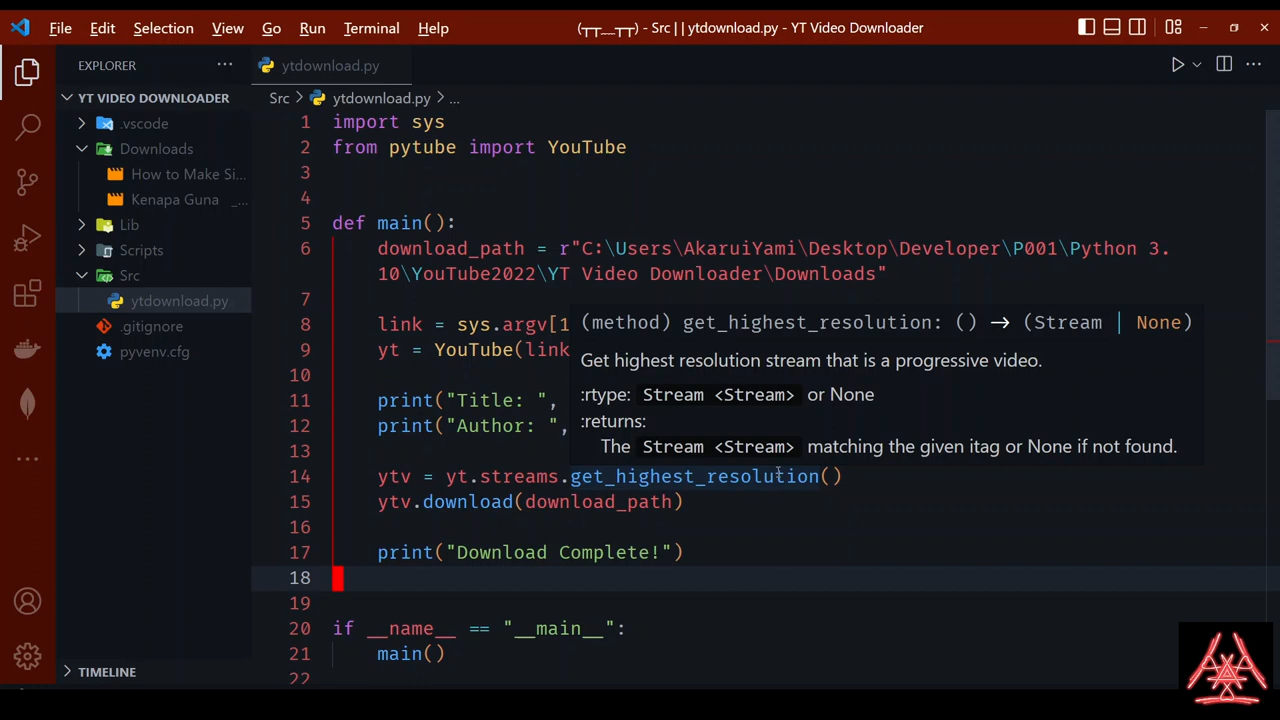 File Edit Selection View Go Run Terminal Help (┬┬﹏┬┬) - Src || ytdownload.py - YT Video Downloader
EXPLORER
ytdownload.py
YT VIDEO DOWNLOADER
Src > ytdownload.py > ...
.vscode
Downloads
How to Make Si...
Kenapa Guna _...
Lib
Scripts
Src
ytdownload.py
.gitignore
pyvenv.cfg
TIMELINE
1 import sys
2 from pytube import YouTube
3
4
5 def main():
6 download_path = r"C:\Users\AkaruiYami\Desktop\Developer\P001\Python 3.
10\YouTube2022\YT Video Downloader\Downloads"
7
8 link = sys.argv[1
9 yt = YouTube(link
10
11 print("Title: ",
12 print("Author: ",
13
14 ytv = yt.streams.get_highest_resolution()
15 ytv.download(download_path)
16
17 print("Download Complete!")
18
19
20 if __name__ == "__main__":
21 main()
22
(method) get_highest_resolution: () → (Stream | None)
Get highest resolution stream that is a progressive video.
:rtype: Stream <Stream> or None
:returns:
The Stream <Stream> matching the given itag or None if not found.